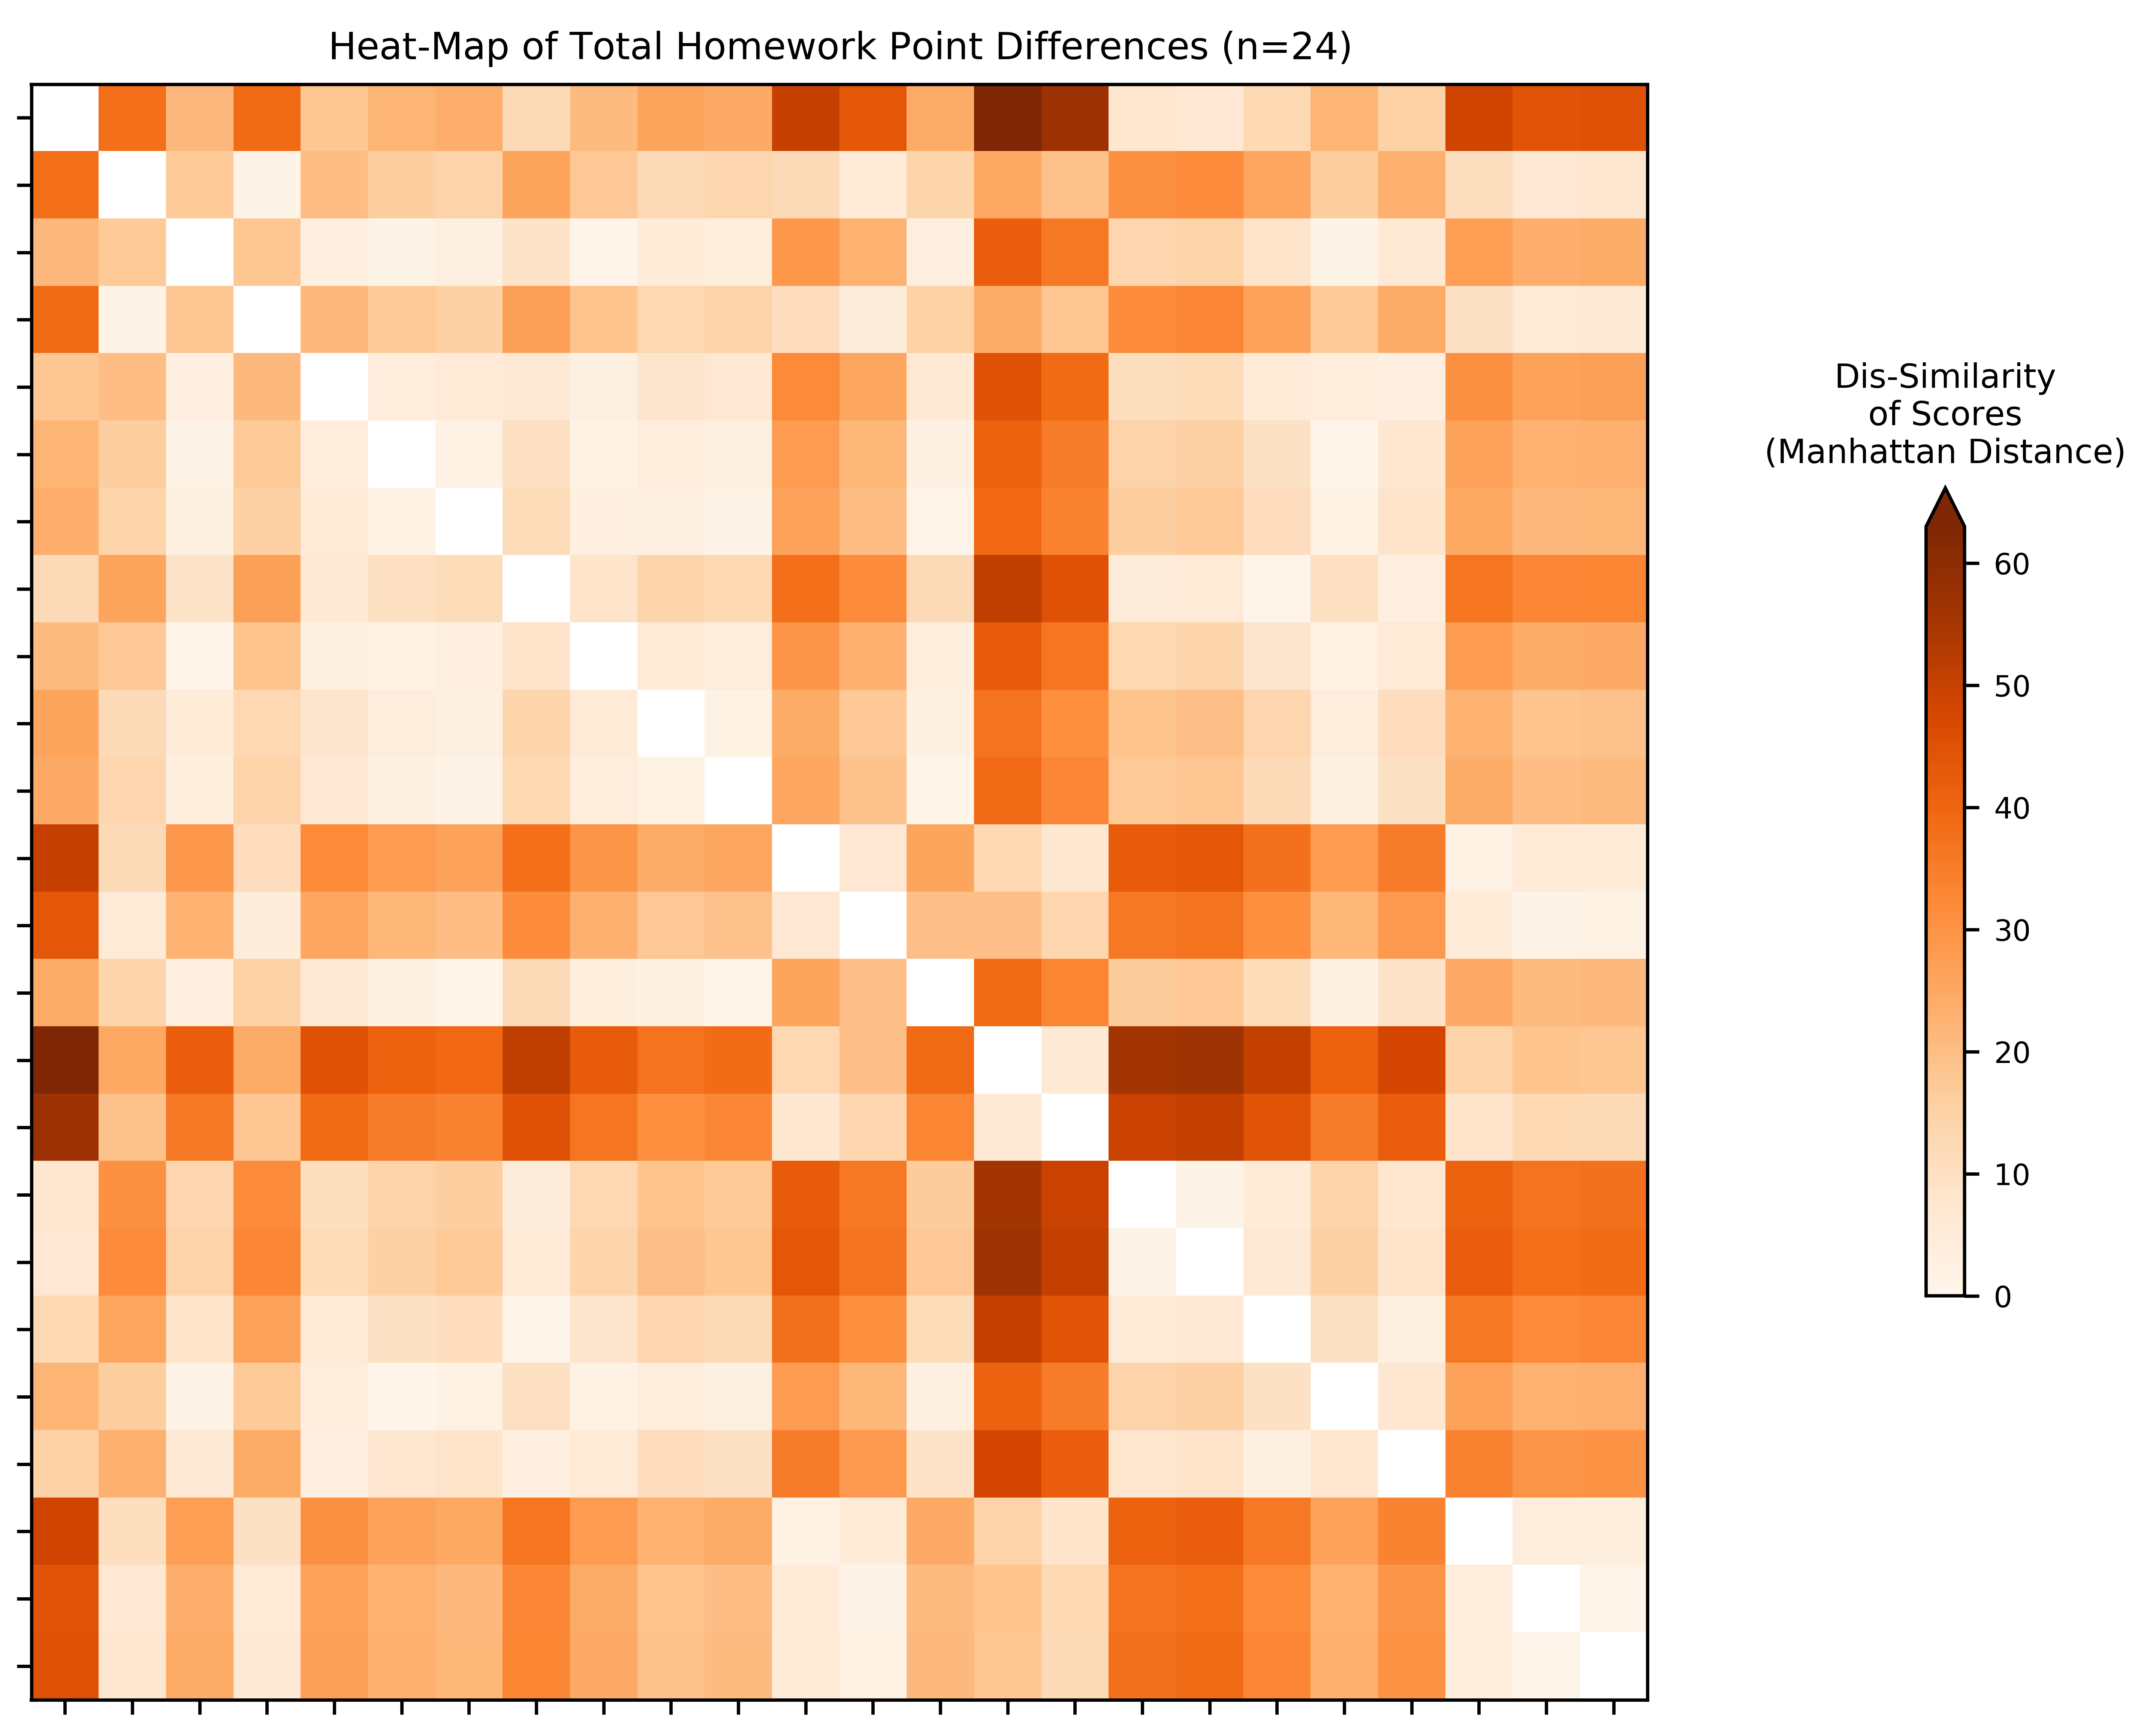 Heat-Map of Total Homework Point Differences (n=24)
Dis-Similarity
of Scores
(Manhattan Distance)
60
50
40
30
20
10
0